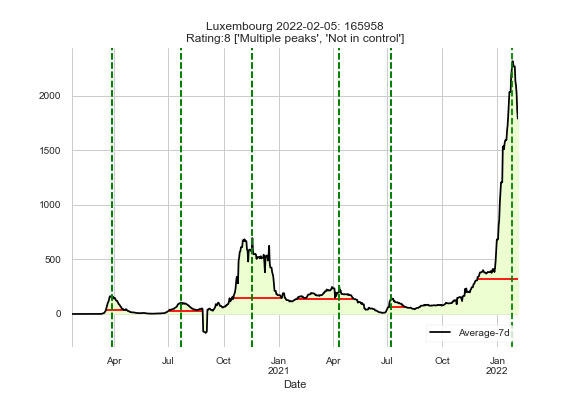 Luxembourg 2022-02-05: 165958
Rating:8 ['Multiple peaks', 'Not in control']
2000
1500
1000
500
0
Average-7d
Apr Jul Oct Jan Apr Jul Oct Jan
2021 2022
Date